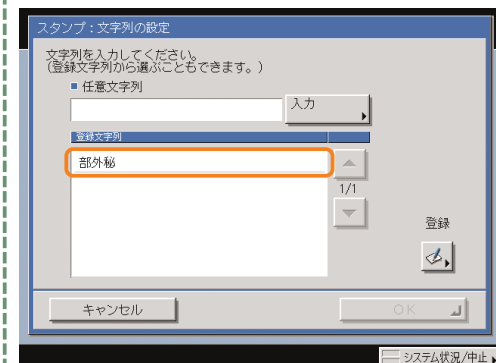 スタンプ：文字列の設定
文字列を入力してください。
(登録文字列から選ぶこともできます。)
■ 任意文字列
入力
登録文字列
部外秘
1/1
登録
キャンセル
OK
システム状況/中止